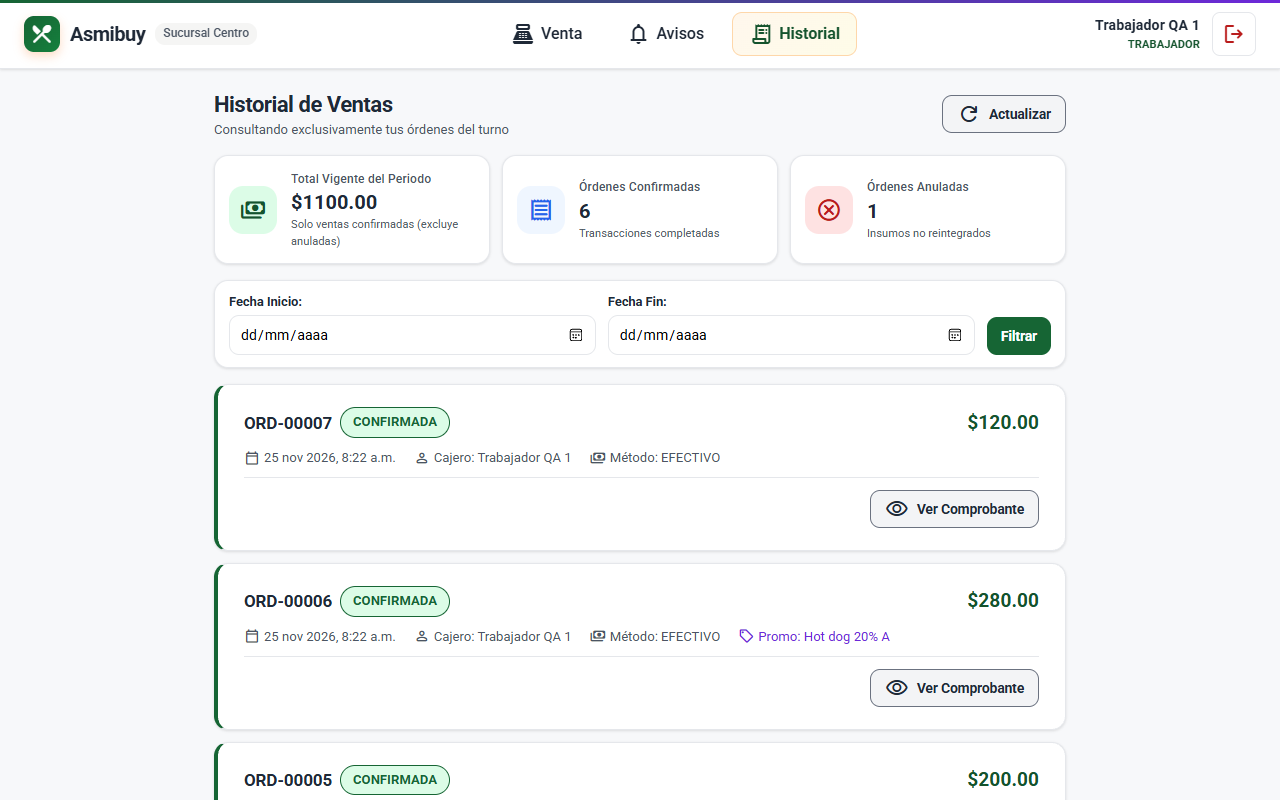 Asmibuy
Sucursal Centro
Venta
Avisos
Historial
Trabajador QA 1
TRABAJADOR
Historial de Ventas
Consultando exclusivamente tus órdenes del turno
Actualizar
Total Vigente del Periodo
$1100.00
Solo ventas confirmadas (excluye
anuladas)
Órdenes Confirmadas
6
Transacciones completadas
Órdenes Anuladas
1
Insumos no reintegrados
Fecha Inicio:
dd/mm/aaaa
Fecha Fin:
dd/mm/aaaa
Filtrar
ORD-00007 CONFIRMADA $120.00
25 nov 2026, 8:22 a.m. Cajero: Trabajador QA 1 Método: EFECTIVO
Ver Comprobante
ORD-00006 CONFIRMADA $280.00
25 nov 2026, 8:22 a.m. Cajero: Trabajador QA 1 Método: EFECTIVO Promo: Hot dog 20% A
Ver Comprobante
ORD-00005 CONFIRMADA $200.00